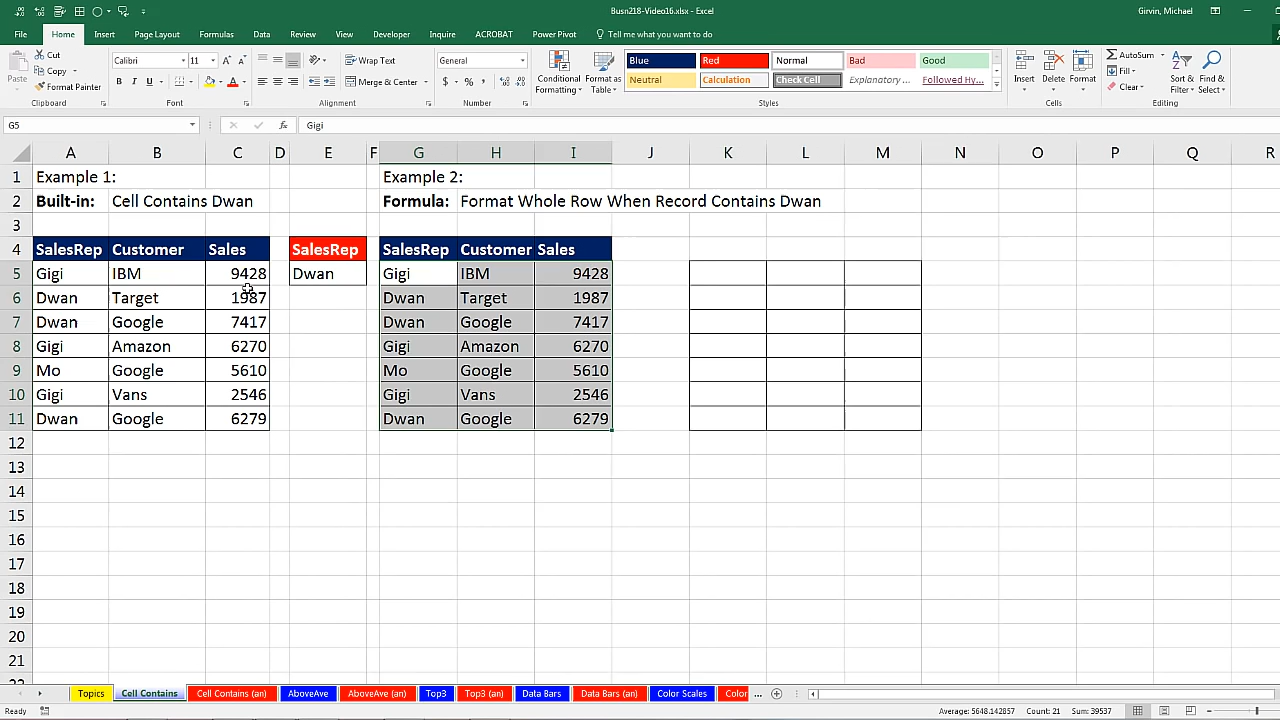 Busn218-Video16.xlsx - Excel
Girvin, Michael
File Home Insert Page Layout Formulas Data Review View Developer Inquire ACROBAT Power Pivot Tell me what you want to do
Paste
Cut
Copy
Format Painter
Clipboard
Calibri 11
B I U
Font
Wrap Text
Merge & Center
Alignment
General
$ % ,
Number
Conditional Formatting
Format as Table
Blue Red Normal Bad Good
Neutral Calculation Check Cell Explanatory ... Followed Hy...
Styles
Insert Delete Format
Cells
AutoSum
Fill
Clear
Sort & Filter
Find & Select
Editing
G5 fx Gigi
A B C D E F G H I J K L M N O P Q R
1 Example 1: Example 2:
2 Built-in: Cell Contains Dwan Formula: Format Whole Row When Record Contains Dwan
3
4 SalesRep Customer Sales SalesRep SalesRep Customer Sales
5 Gigi IBM 9428 Dwan Gigi IBM 9428
6 Dwan Target 1987 Dwan Target 1987
7 Dwan Google 7417 Dwan Google 7417
8 Gigi Amazon 6270 Gigi Amazon 6270
9 Mo Google 5610 Mo Google 5610
10 Gigi Vans 2546 Gigi Vans 2546
11 Dwan Google 6279 Dwan Google 6279
12
13
14
15
16
17
18
19
20
21
Topics Cell Contains Cell Contains (an) AboveAve AboveAve (an) Top3 Top3 (an) Data Bars Data Bars (an) Color Scales Color ...
Ready Average: 5648.142857 Count: 21 Sum: 39537